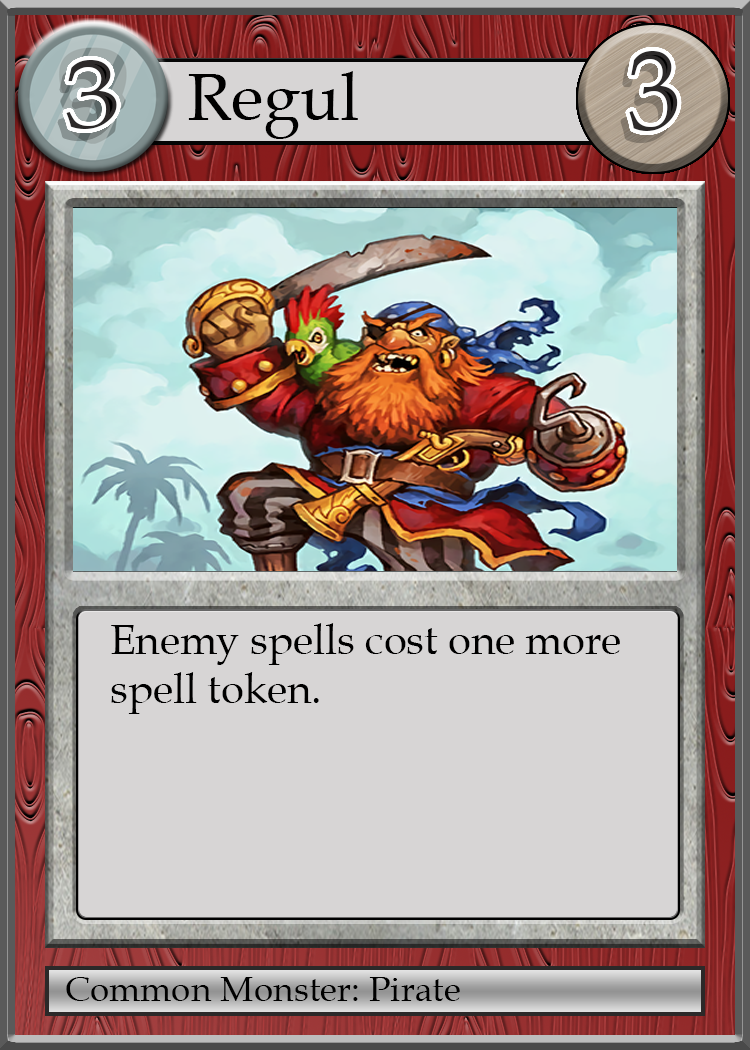 3 Regul 3
Enemy spells cost one more
spell token.
Common Monster: Pirate